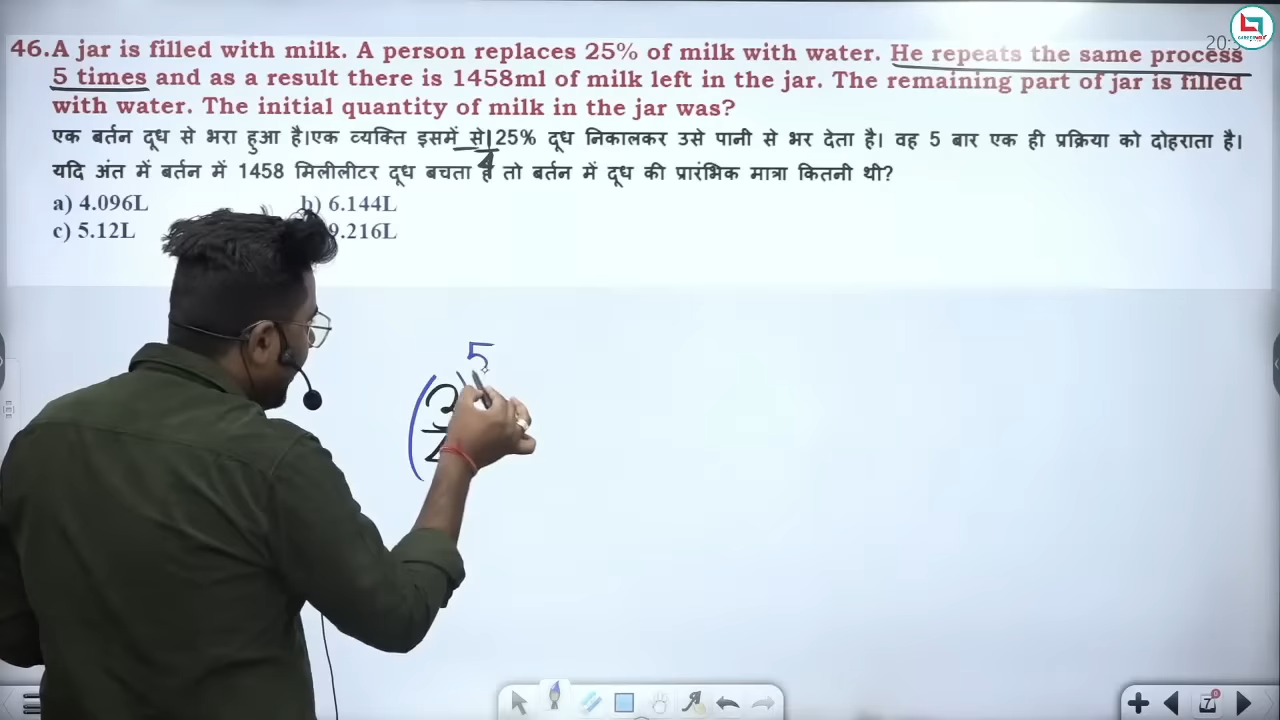 46.A jar is filled with milk. A person replaces 25% of milk with water. He repeats the same process
5 times and as a result there is 1458ml of milk left in the jar. The remaining part of jar is filled
with water. The initial quantity of milk in the jar was?
एक बर्तन दूध से भरा हुआ है।एक व्यक्ति इसमें से 25% दूध निकालकर उसे पानी से भर देता है। वह 5 बार एक ही प्रक्रिया को दोहराता है।
यदि अंत में बर्तन में 1458 मिलीलीटर दूध बचता है तो बर्तन में दूध की प्रारंभिक मात्रा कितनी थी?
a) 4.096L b) 6.144L
c) 5.12L 9.216L
5
(3